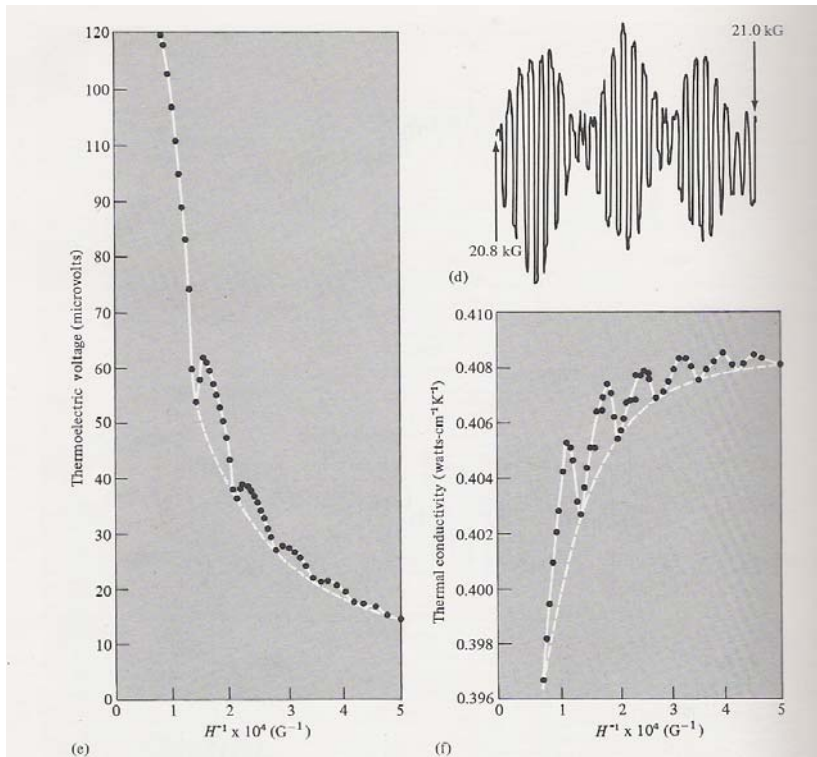 120
100
110
90
80
70
60
50
40
30
20
10
0
Thermoelectric voltage (microvolts)
0 1 2 3 4 5
H⁻¹ x 10⁴ (G⁻¹)
(e)
21.0 kG
20.8 kG
(d)
0.410
0.408
0.406
0.404
0.402
0.400
0.398
0.396
Thermal conductivity (watts-cm⁻¹K⁻¹)
1 2 3 4 5
H⁻¹ x 10⁴ (G⁻¹)
(f)